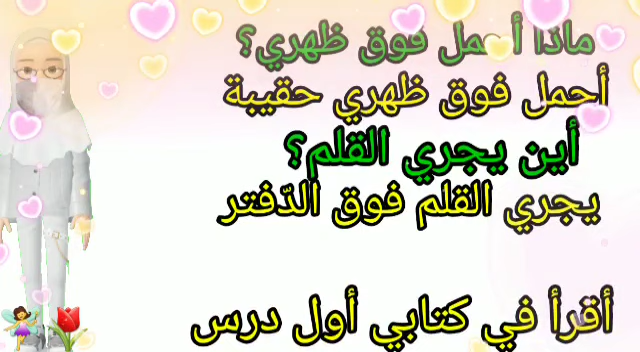 ماذا أحمل فوق ظهري؟
أحمل فوق ظهري حقيبة
أين يجري القلم؟
يجري القلم فوق الدّفتر
أقرأ في كتابي أول درس